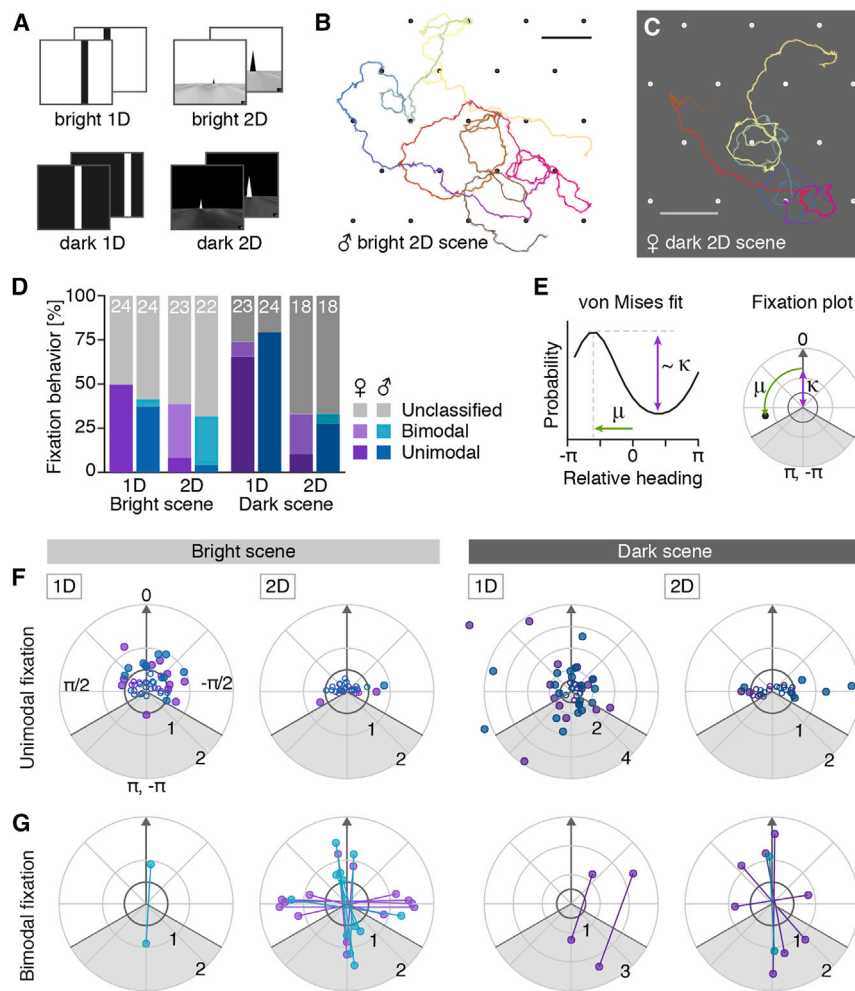 A
bright 1D
bright 2D
dark 1D
dark 2D
B
♂ bright 2D scene
C
♀ dark 2D scene
D
Fixation behavior [%]
100
75
50
25
0
24 24 23 22 23 24 18 18
1D 2D 1D 2D
Bright scene Dark scene
♀ ♂
Unclassified
Bimodal
Unimodal
E
von Mises fit
Probability
~ κ
μ
-π 0 π
Relative heading
Fixation plot
0
μ
κ
π, -π
Bright scene
Dark scene
F
Unimodal fixation
1D
0
π/2
-π/2
1
2
π, -π
2D
1
2
1D
2
4
2D
1
2
G
Bimodal fixation
1
2
1
2
1
3
1
2